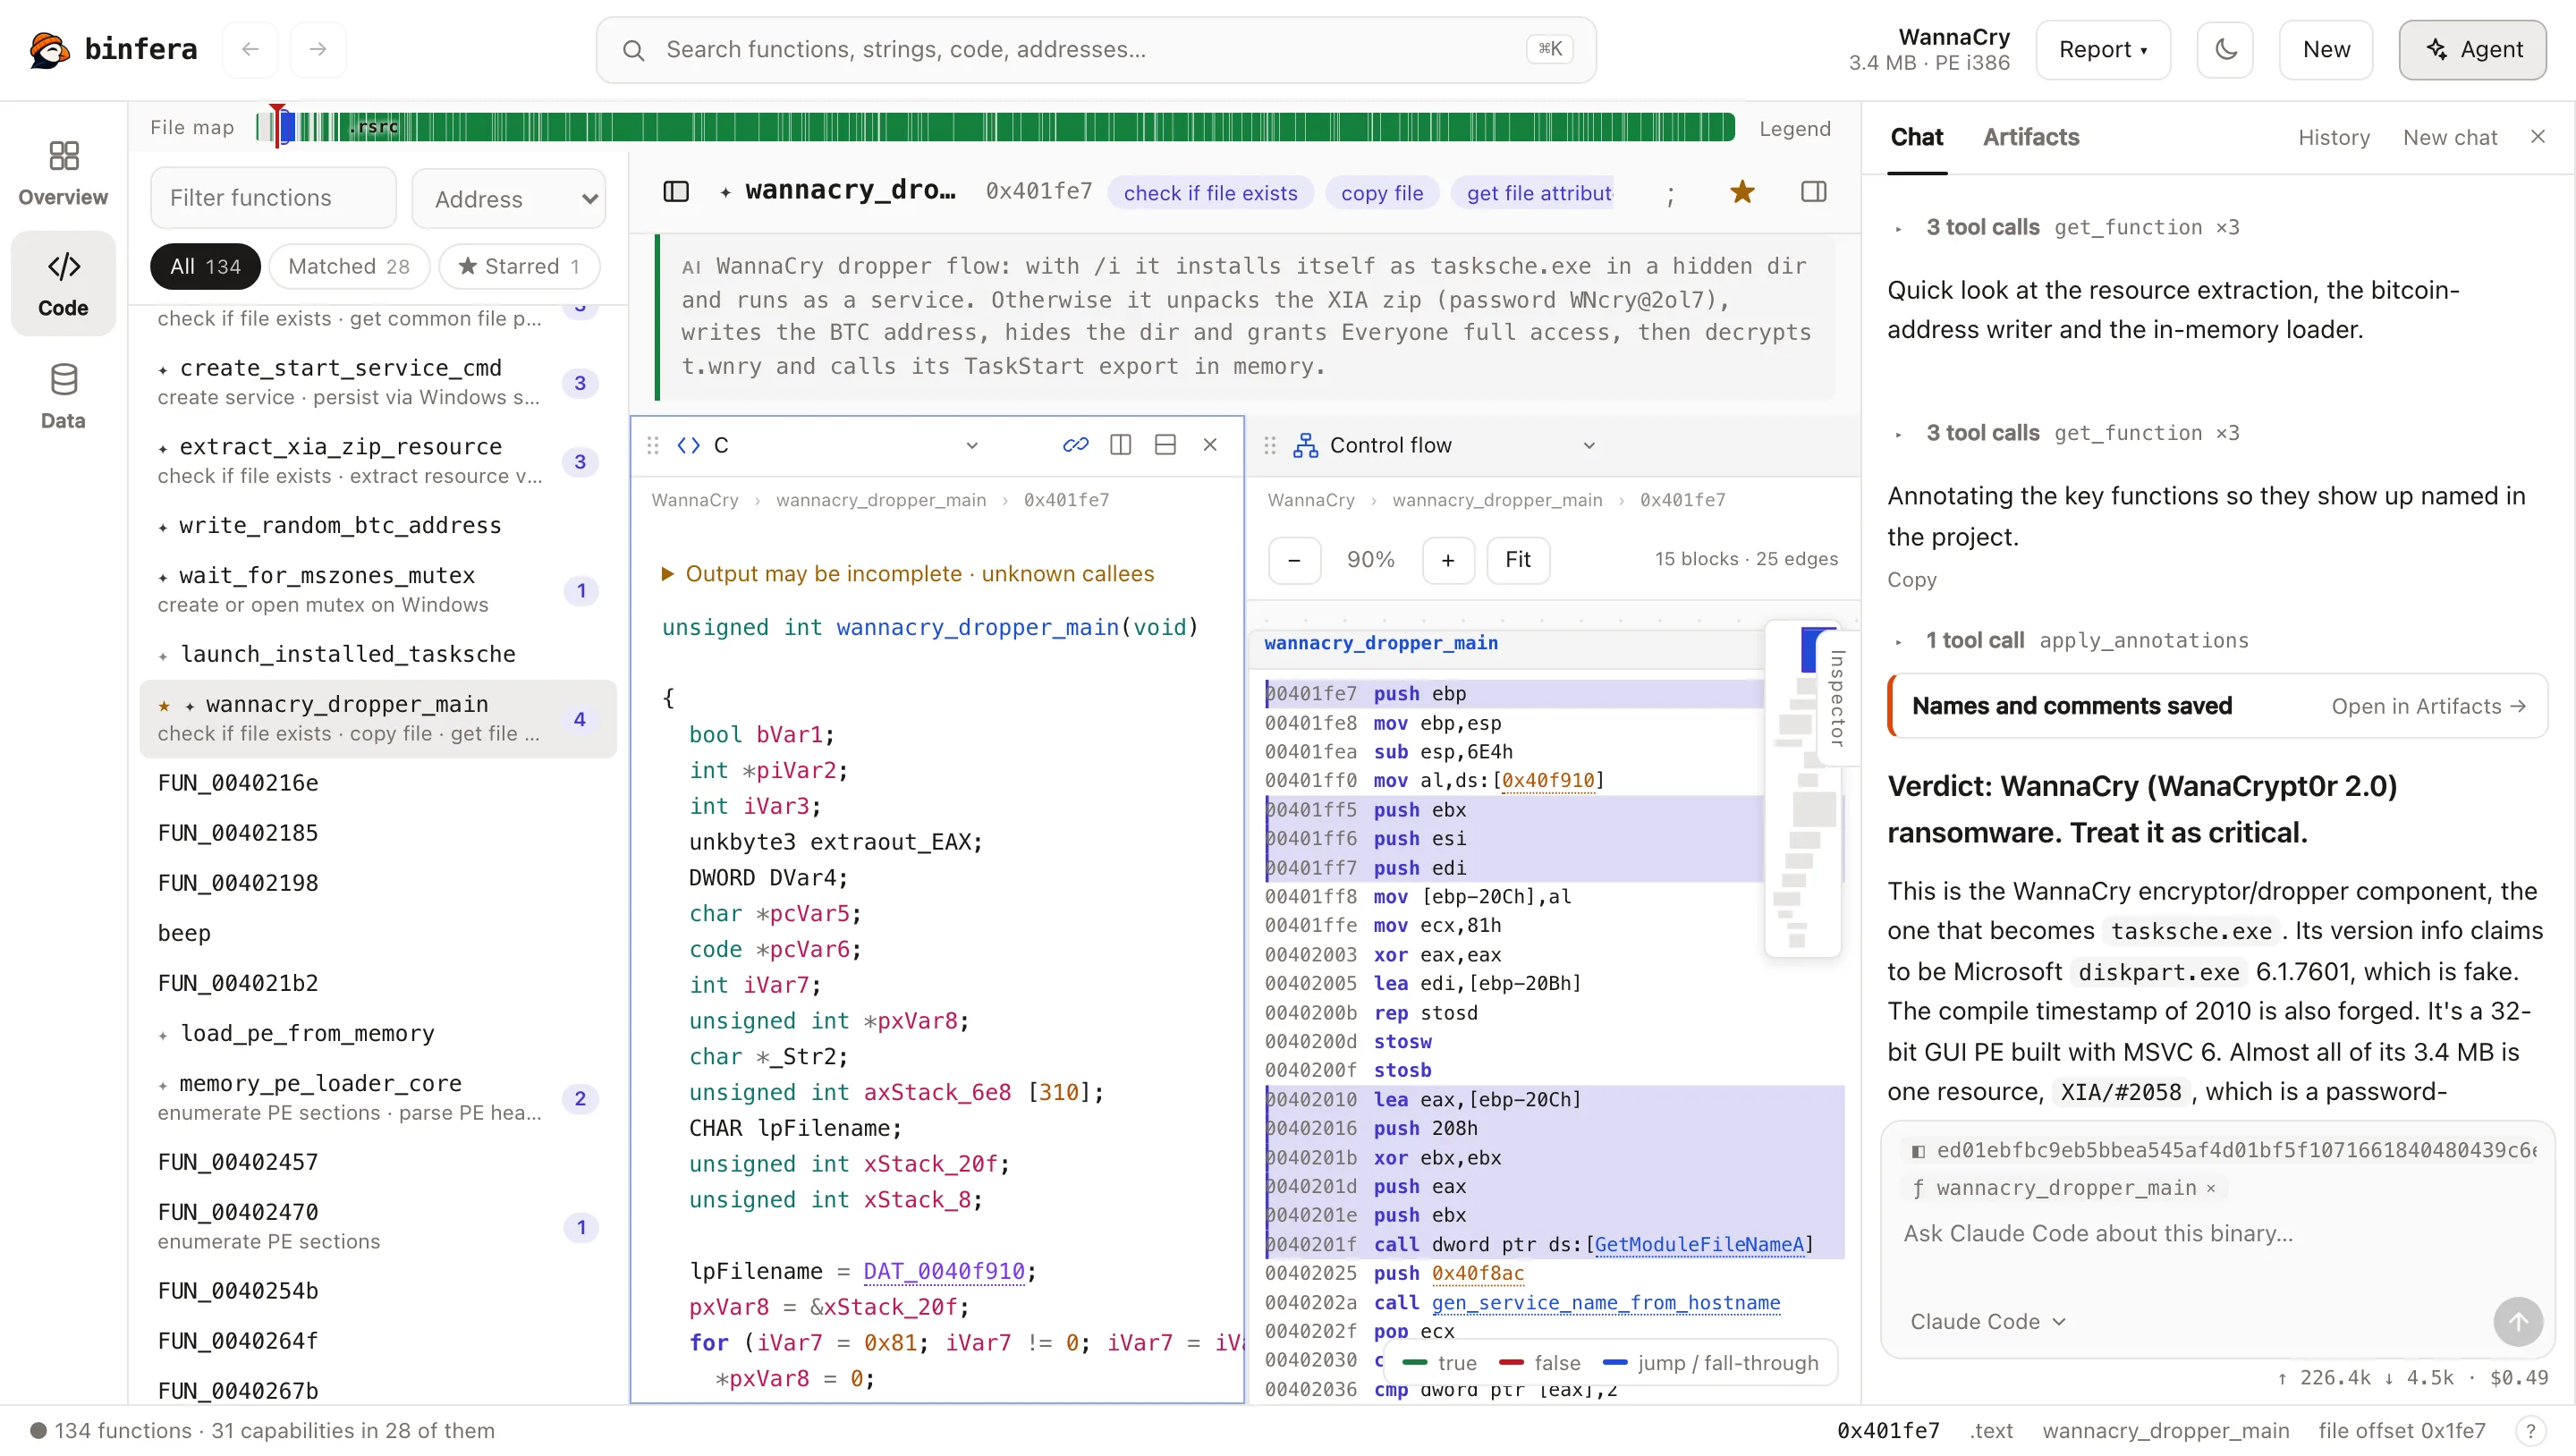 binfera
Search functions, strings, code, addresses...
⌘K
WannaCry
3.4 MB · PE i386
Report ▾
New
Agent
Overview
Code
Data
File map
.rsrc
Legend
Filter functions
Address
All 134
Matched 28
★ Starred 1
check if file exists · get common file p...
create_start_service_cmd
3
create service · persist via Windows s...
extract_xia_zip_resource
3
check if file exists · extract resource v...
write_random_btc_address
wait_for_mszones_mutex
1
create or open mutex on Windows
launch_installed_tasksche
wannacry_dropper_main
4
check if file exists · copy file · get file ...
FUN_0040216e
FUN_00402185
FUN_00402198
beep
FUN_004021b2
load_pe_from_memory
memory_pe_loader_core
2
enumerate PE sections · parse PE hea...
FUN_00402457
FUN_00402470
1
enumerate PE sections
FUN_0040254b
FUN_0040264f
FUN_0040267b
wannacry_dro...
0x401fe7
check if file exists
copy file
get file attribut
;
AI WannaCry dropper flow: with /i it installs itself as tasksche.exe in a hidden dir
and runs as a service. Otherwise it unpacks the XIA zip (password WNcry@2ol7),
writes the BTC address, hides the dir and grants Everyone full access, then decrypts
t.wnry and calls its TaskStart export in memory.
C
WannaCry › wannacry_dropper_main › 0x401fe7
▶ Output may be incomplete · unknown callees
unsigned int wannacry_dropper_main(void)
{
bool bVar1;
int *piVar2;
int iVar3;
unkbyte3 extraout_EAX;
DWORD DVar4;
char *pcVar5;
code *pcVar6;
int iVar7;
unsigned int *pxVar8;
char *_Str2;
unsigned int axStack_6e8 [310];
CHAR lpFilename;
unsigned int xStack_20f;
unsigned int xStack_8;
lpFilename = DAT_0040f910;
pxVar8 = &xStack_20f;
for (iVar7 = 0x81; iVar7 != 0; iVar7 = iVa
*pxVar8 = 0;
Control flow
WannaCry › wannacry_dropper_main › 0x401fe7
−
90%
+
Fit
15 blocks · 25 edges
wannacry_dropper_main
00401fe7 push ebp
00401fe8 mov ebp,esp
00401fea sub esp,6E4h
00401ff0 mov al,ds:[0x40f910]
00401ff5 push ebx
00401ff6 push esi
00401ff7 push edi
00401ff8 mov [ebp-20Ch],al
00401ffe mov ecx,81h
00402003 xor eax,eax
00402005 lea edi,[ebp-20Bh]
0040200b rep stosd
0040200d stosw
0040200f stosb
00402010 lea eax,[ebp-20Ch]
00402016 push 208h
0040201b xor ebx,ebx
0040201d push eax
0040201e push ebx
0040201f call dword ptr ds:[GetModuleFileNameA]
00402025 push 0x40f8ac
0040202a call gen_service_name_from_hostname
0040202f pop ecx
00402030 c
00402036 cmp dword ptr [eax],2
Inspector
true
false
jump / fall-through
Chat
Artifacts
History
New chat
3 tool calls get_function ×3
Quick look at the resource extraction, the bitcoin-
address writer and the in-memory loader.
3 tool calls get_function ×3
Annotating the key functions so they show up named in
the project.
Copy
1 tool call apply_annotations
Names and comments saved
Open in Artifacts →
Verdict: WannaCry (WanaCrypt0r 2.0)
ransomware. Treat it as critical.
This is the WannaCry encryptor/dropper component, the
one that becomes tasksche.exe. Its version info claims
to be Microsoft diskpart.exe 6.1.7601, which is fake.
The compile timestamp of 2010 is also forged. It's a 32-
bit GUI PE built with MSVC 6. Almost all of its 3.4 MB is
one resource, XIA/#2058, which is a password-
ed01ebfbc9eb5bbea545af4d01bf5f1071661840480439c6e
ƒ wannacry_dropper_main ×
Ask Claude Code about this binary...
Claude Code
↑ 226.4k ↓ 4.5k · $0.49
134 functions · 31 capabilities in 28 of them
0x401fe7
.text
wannacry_dropper_main
file offset 0x1fe7
?